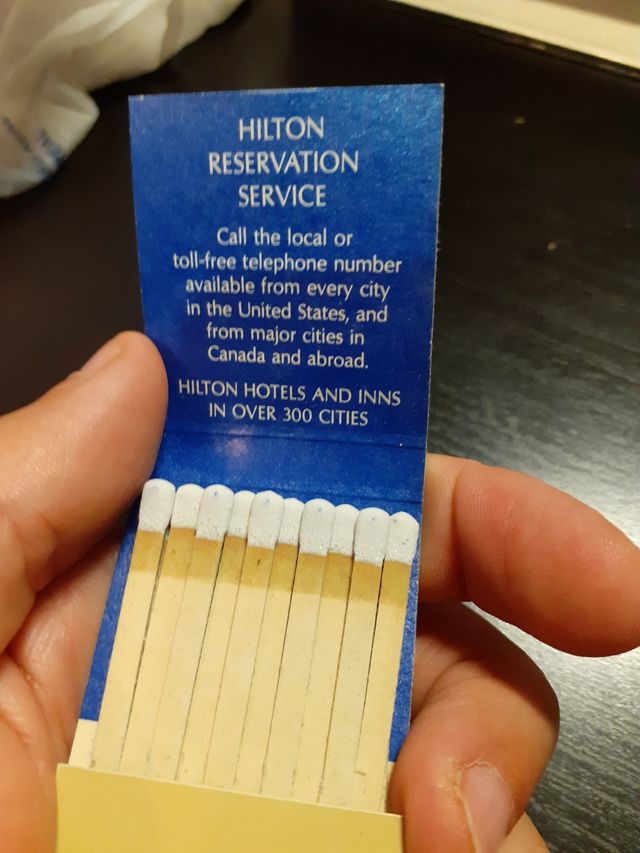 HILTON
RESERVATION
SERVICE
Call the local or
toll-free telephone number
available from every city
in the United States, and
from major cities in
Canada and abroad.
HILTON HOTELS AND INNS
IN OVER 300 CITIES